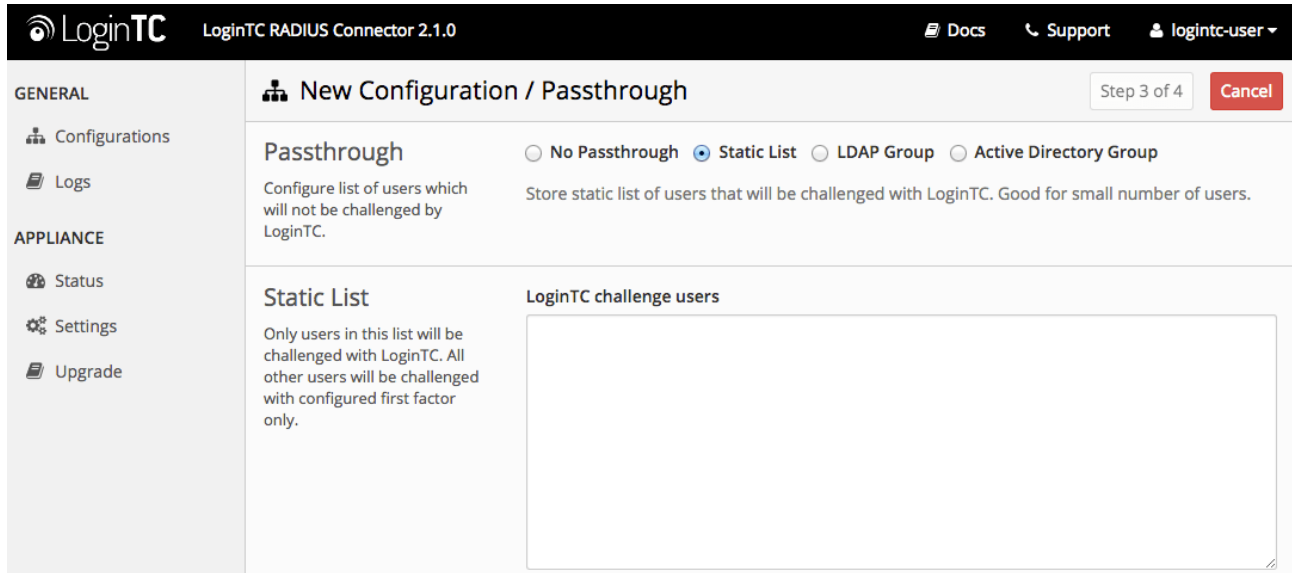 LoginTC LoginTC RADIUS Connector 2.1.0 Docs Support logintc-user
GENERAL
Configurations
Logs
APPLIANCE
Status
Settings
Upgrade
New Configuration / Passthrough Step 3 of 4 Cancel
Passthrough
Configure list of users which
will not be challenged by
LoginTC.
No Passthrough Static List LDAP Group Active Directory Group
Store static list of users that will be challenged with LoginTC. Good for small number of users.
Static List
Only users in this list will be
challenged with LoginTC. All
other users will be challenged
with configured first factor
only.
LoginTC challenge users